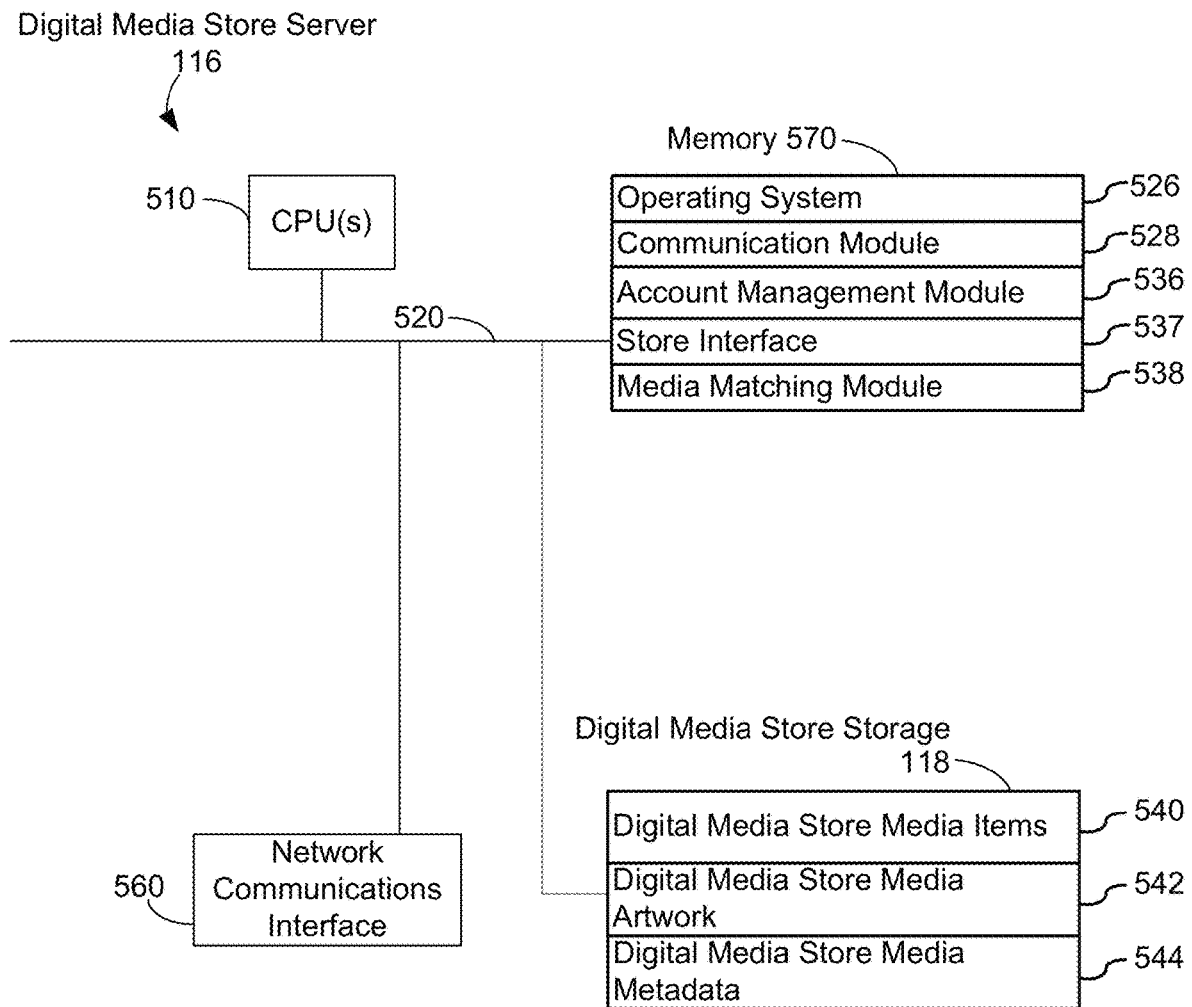 Digital Media Store Server
116
Memory 570
510
CPU(s)
Operating System
526
Communication Module
528
Account Management Module
536
520
Store Interface
537
Media Matching Module
538
Digital Media Store Storage
118
Digital Media Store Media Items
540
Digital Media Store Media
Artwork
542
Digital Media Store Media
Metadada
544
560
Network
Communications
Interface